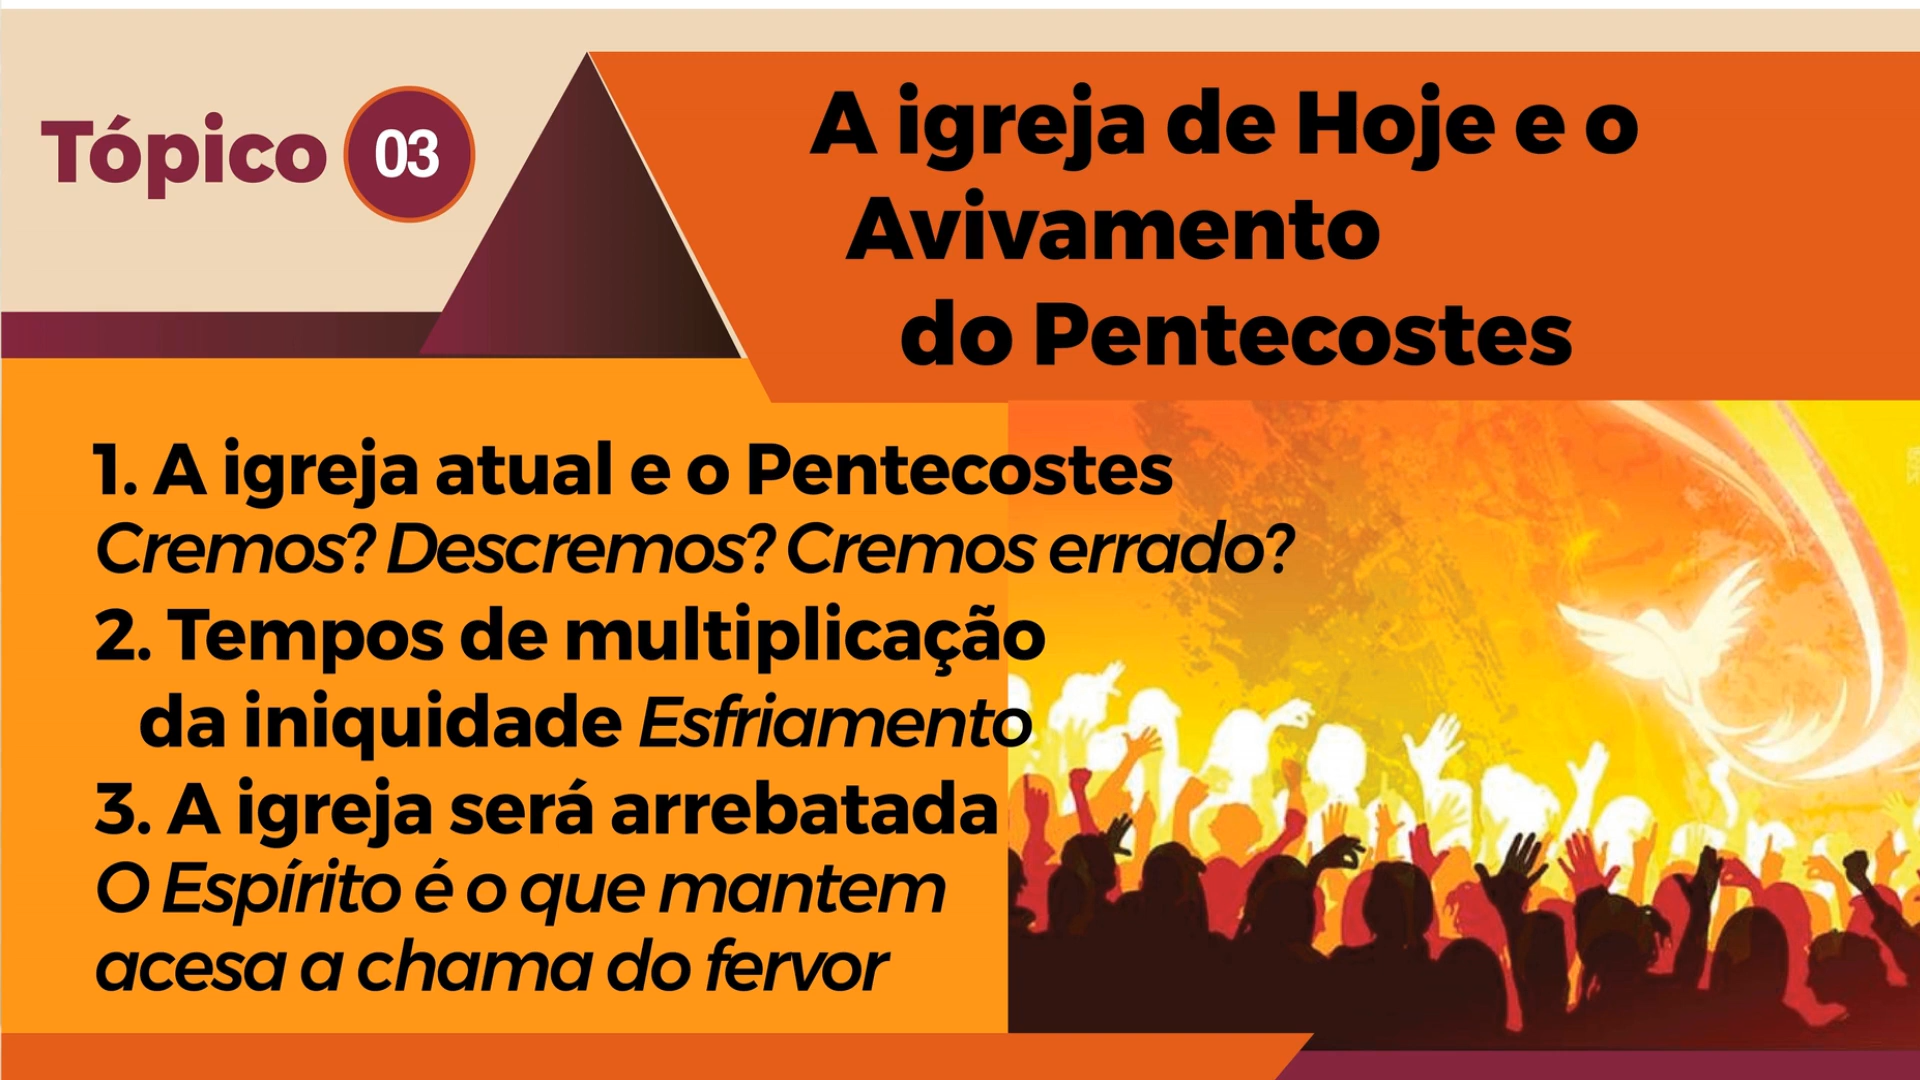 Tópico 03
A igreja de Hoje e o
Avivamento
do Pentecostes
1. A igreja atual e o Pentecostes
Cremos? Descremos? Cremos errado?
2. Tempos de multiplicação
da iniquidade Esfriamento
3. A igreja será arrebatada
O Espírito é o que mantem
acesa a chama do fervor